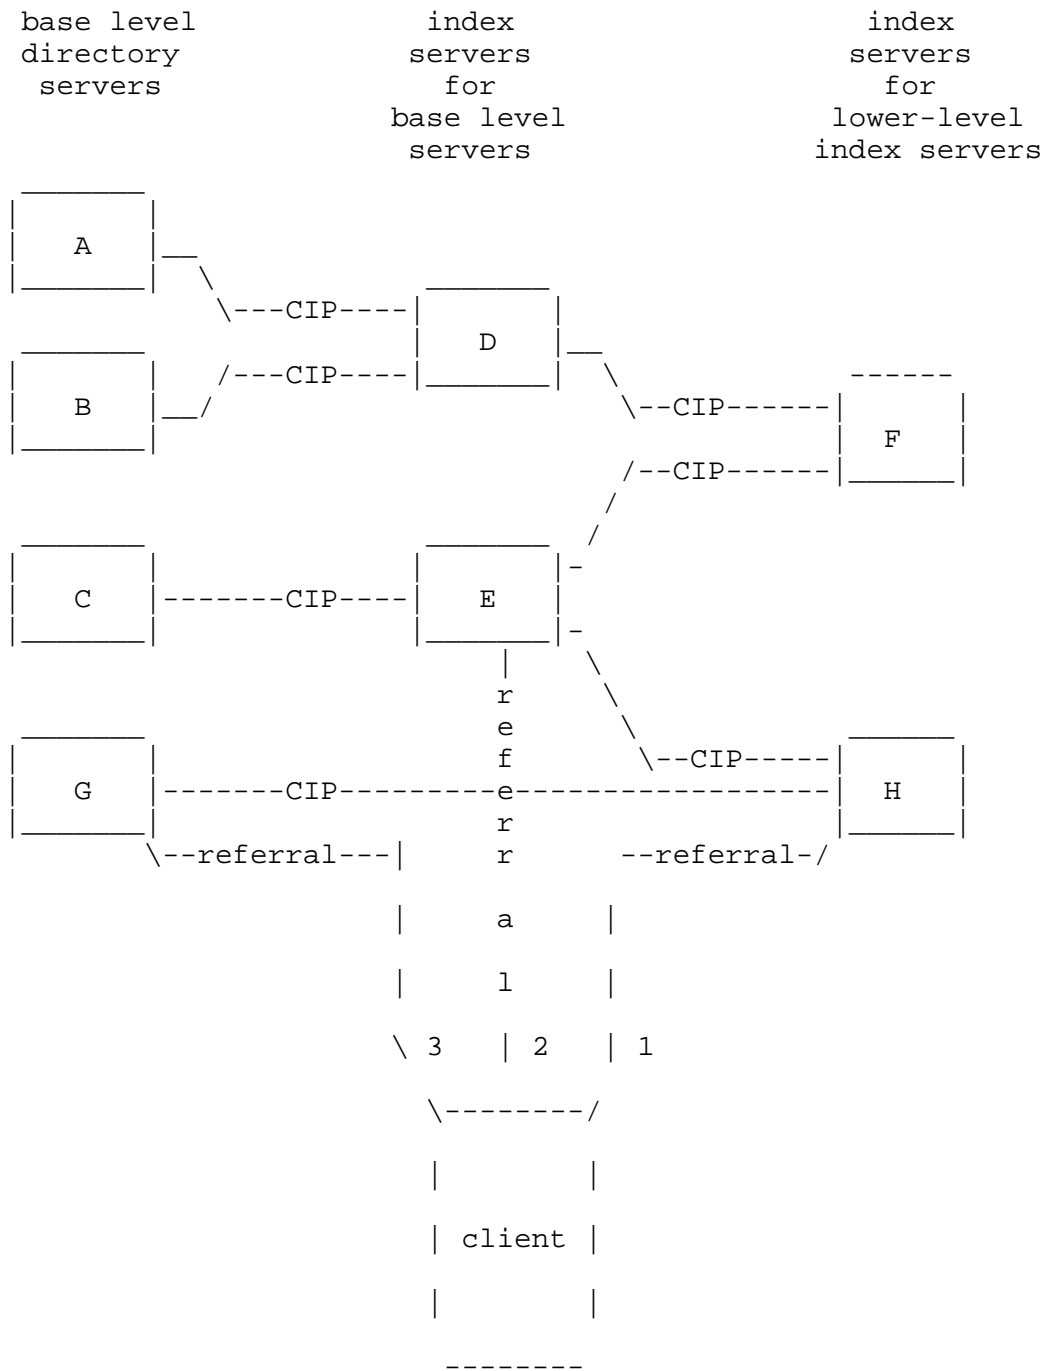 base level index index
directory servers servers
servers for for
base level lower-level
servers index servers
A
CIP
D
CIP
B
CIP
F
CIP
C CIP E
r
e
f
CIP
G CIP e H
r
referral r referral
a
l
3 2 1
client